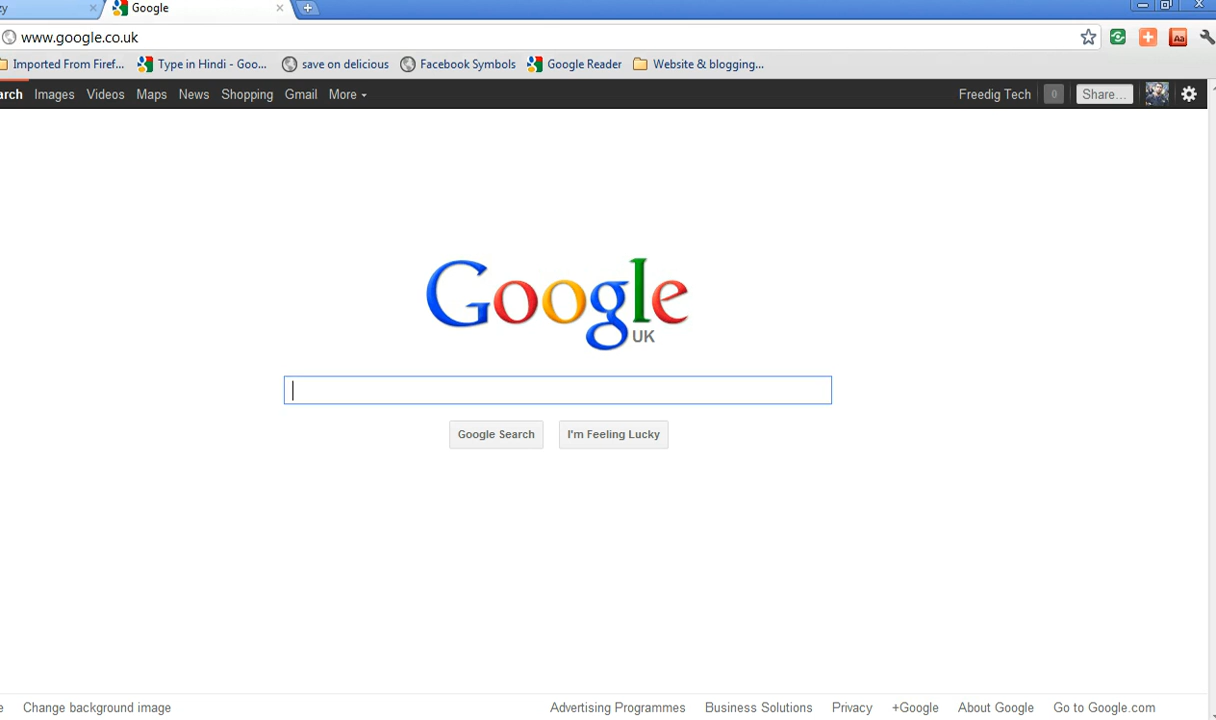 zy Google
www.google.co.uk
Imported From Firef... Type in Hindi - Goo... save on delicious Facebook Symbols Google Reader Website & blogging...
arch Images Videos Maps News Shopping Gmail More Freedig Tech 0 Share...
Google
UK
Google Search I'm Feeling Lucky
e Change background image Advertising Programmes Business Solutions Privacy +Google About Google Go to Google.com